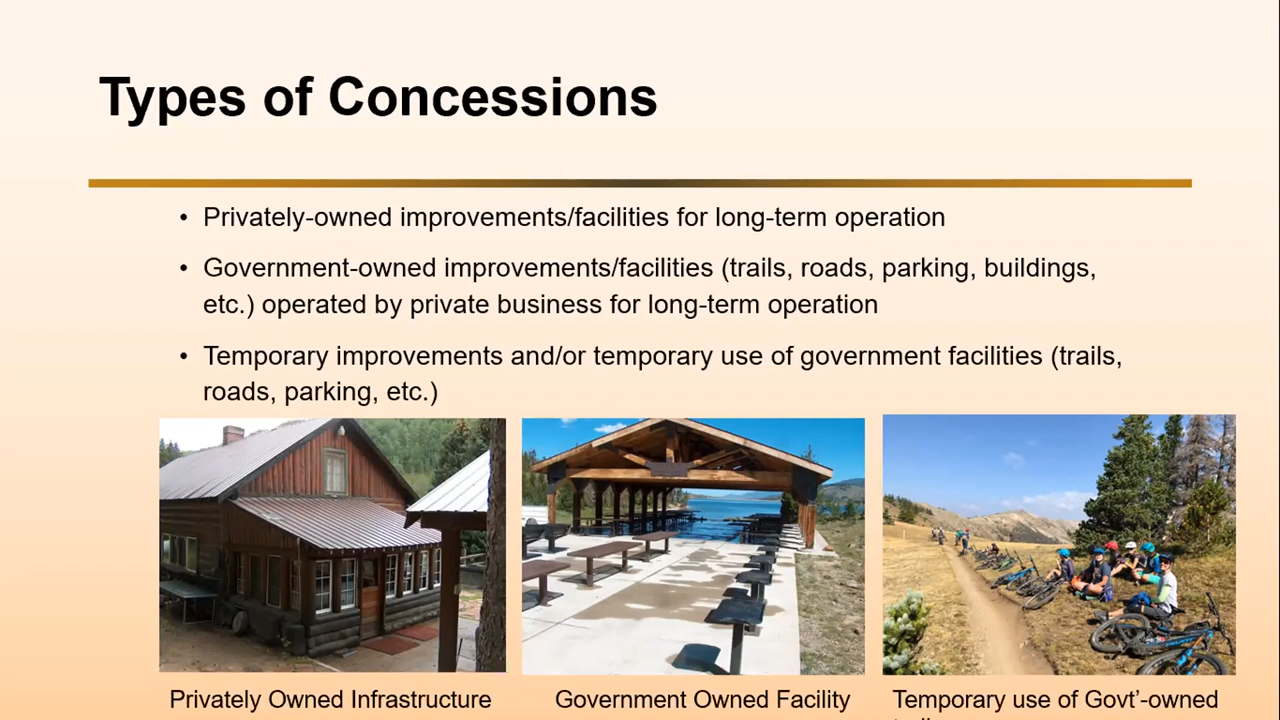 Types of Concessions
• Privately-owned improvements/facilities for long-term operation
• Government-owned improvements/facilities (trails, roads, parking, buildings,
etc.) operated by private business for long-term operation
• Temporary improvements and/or temporary use of government facilities (trails,
roads, parking, etc.)
Privately Owned Infrastructure
Government Owned Facility
Temporary use of Govt’-owned